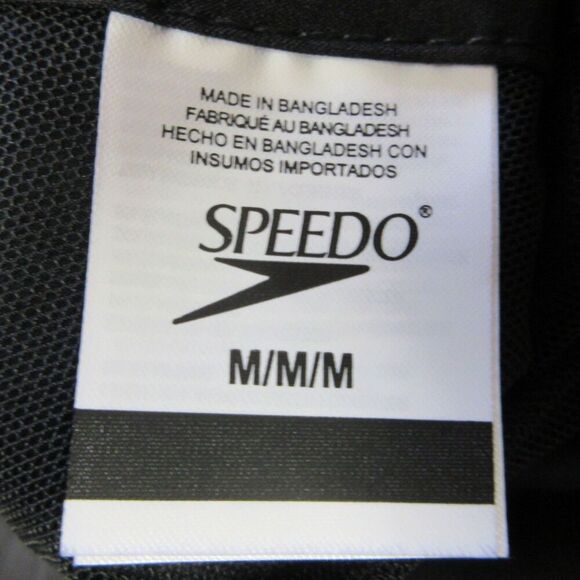 MADE IN BANGLADESH
FABRIQUÉ AU BANGLADESH
HECHO EN BANGLADESH CON
INSUMOS IMPORTADOS
SPEEDO®
M/M/M